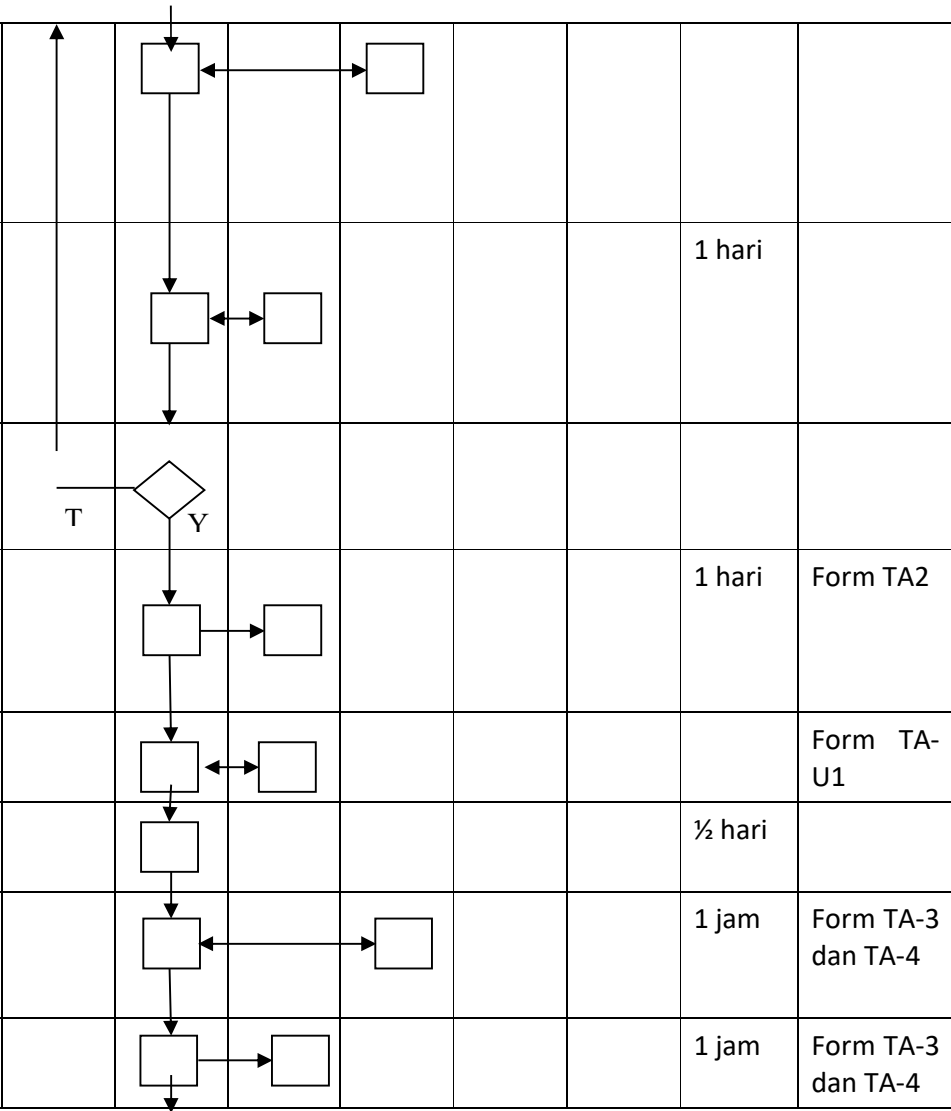 1 hari
T
Y
1 hari
Form TA2
Form TA-
U1
½ hari
1 jam
Form TA-3
dan TA-4
1 jam
Form TA-3
dan TA-4